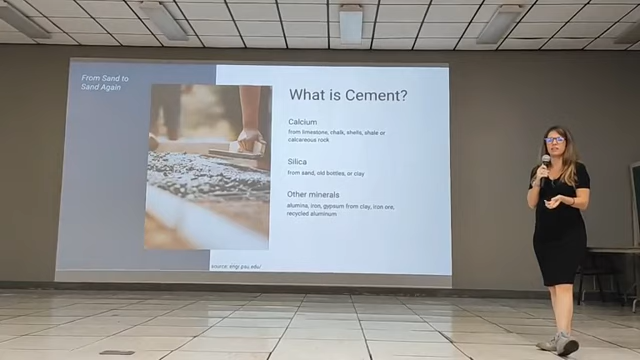 From Sand to
Sand Again
What is Cement?
Calcium
from limestone, chalk, shells, shale or
calcareous rock
Silica
from sand, old bottles, or clay
Other minerals
alumina, iron, gypsum from clay, iron ore,
recycled aluminum
source: engr.psu.edu/